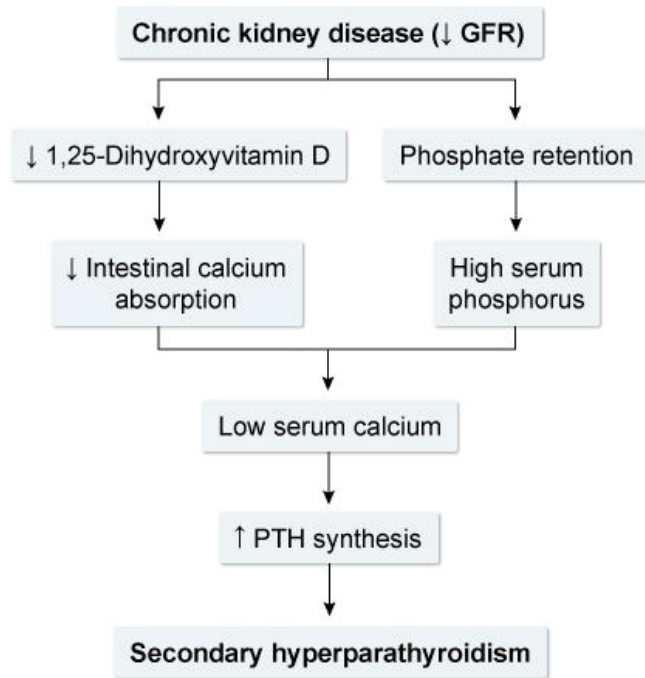 Chronic kidney disease (↓ GFR)
↓ 1,25-Dihydroxyvitamin D
Phosphate retention
↓ Intestinal calcium
absorption
High serum
phosphorus
Low serum calcium
↑ PTH synthesis
Secondary hyperparathyroidism